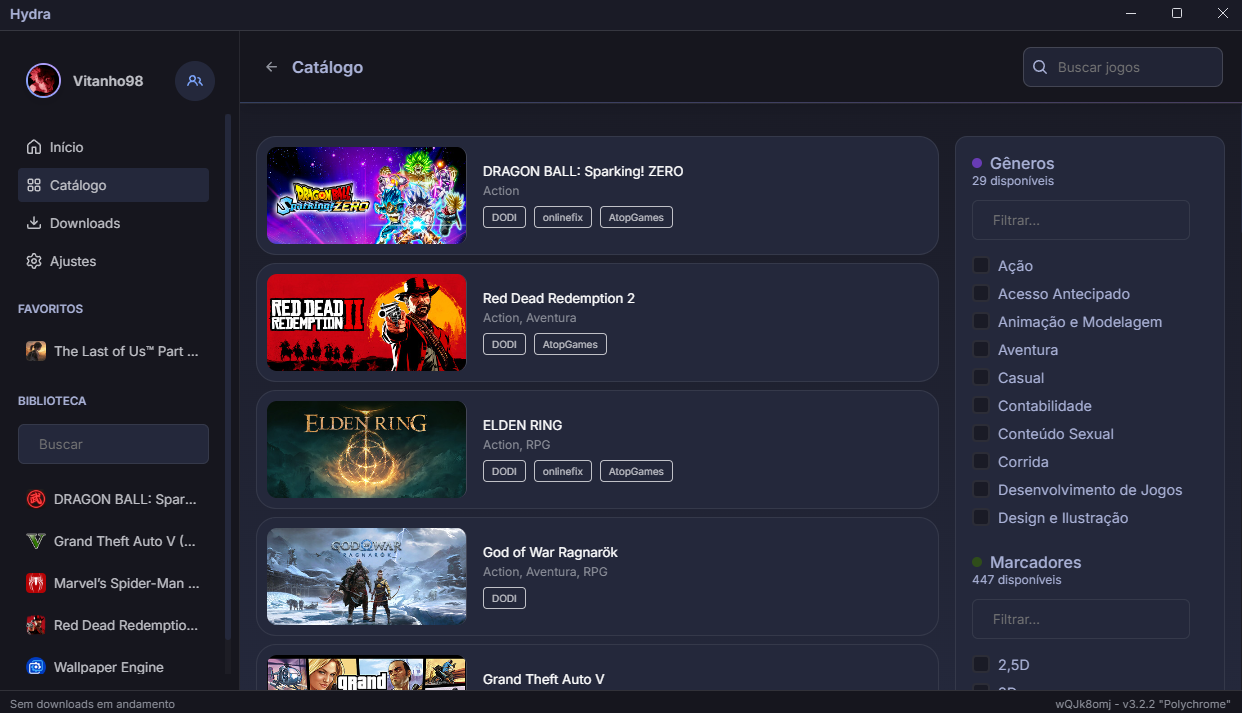 Hydra
Vitanho98
Início
Catálogo
Downloads
Ajustes
FAVORITOS
The Last of Us™ Part ...
BIBLIOTECA
Buscar
DRAGON BALL: Spar...
Grand Theft Auto V (...
Marvel's Spider-Man ...
Red Dead Redemptio...
Wallpaper Engine
Catálogo
Buscar jogos
DRAGON BALL Sparking! ZERO
DRAGON BALL: Sparking! ZERO
Action
DODI onlinefix AtopGames
RED DEAD REDEMPTION II
Red Dead Redemption 2
Action, Aventura
DODI AtopGames
ELDEN RING
ELDEN RING
Action, RPG
DODI onlinefix AtopGames
GOD OF WAR
RAGNARÖK
God of War Ragnarök
Action, Aventura, RPG
DODI
grand
Grand Theft Auto V
Gêneros
29 disponíveis
Filtrar...
Ação
Acesso Antecipado
Animação e Modelagem
Aventura
Casual
Contabilidade
Conteúdo Sexual
Corrida
Desenvolvimento de Jogos
Design e Ilustração
Marcadores
447 disponíveis
Filtrar...
2,5D
Sem downloads em andamento
wQJk8omj - v3.2.2 "Polychrome"